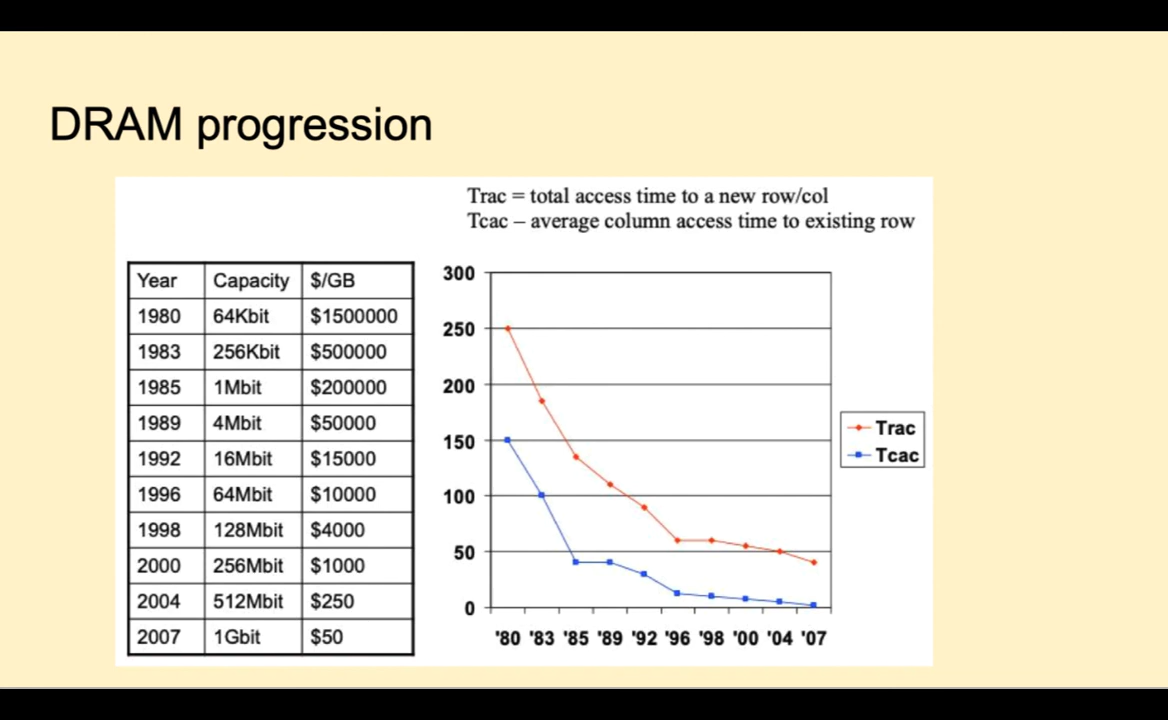 DRAM progression
Trac = total access time to a new row/col
Tcac – average column access time to existing row
Year Capacity $/GB
1980 64Kbit $1500000
1983 256Kbit $500000
1985 1Mbit $200000
1989 4Mbit $50000
1992 16Mbit $15000
1996 64Mbit $10000
1998 128Mbit $4000
2000 256Mbit $1000
2004 512Mbit $250
2007 1Gbit $50
300
250
200
150
100
50
0
'80 '83 '85 '89 '92 '96 '98 '00 '04 '07
Trac
Tcac